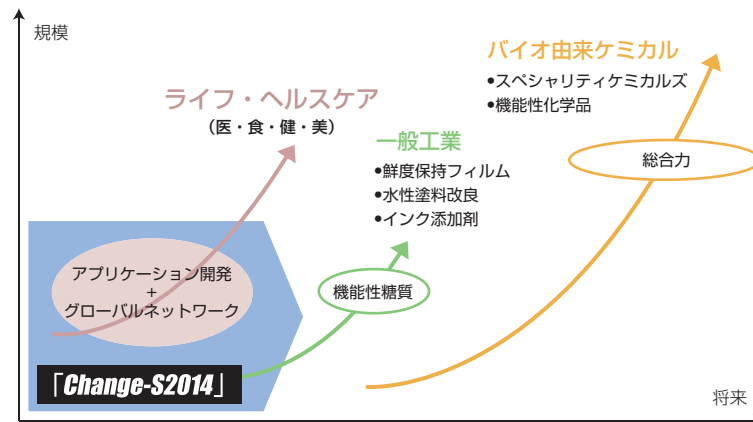 規模
バイオ由来ケミカル
●スペシャリティケミカルズ
●機能性化学品
総合力
ライフ・ヘルスケア
（医・食・健・美）
一般工業
●鮮度保持フィルム
●水性塗料改良
●インク添加剤
機能性糖質
アプリケーション開発
+
グローバルネットワーク
「Change-S2014」
将来